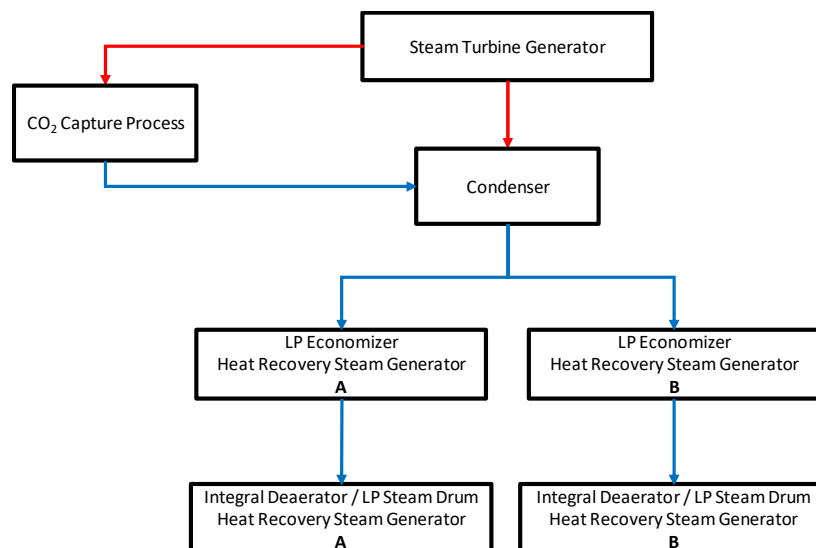 Steam Turbine Generator
CO₂ Capture Process
Condenser
LP Economizer
Heat Recovery Steam Generator
A
LP Economizer
Heat Recovery Steam Generator
B
Integral Deaerator / LP Steam Drum
Heat Recovery Steam Generator
A
Integral Deaerator / LP Steam Drum
Heat Recovery Steam Generator
B